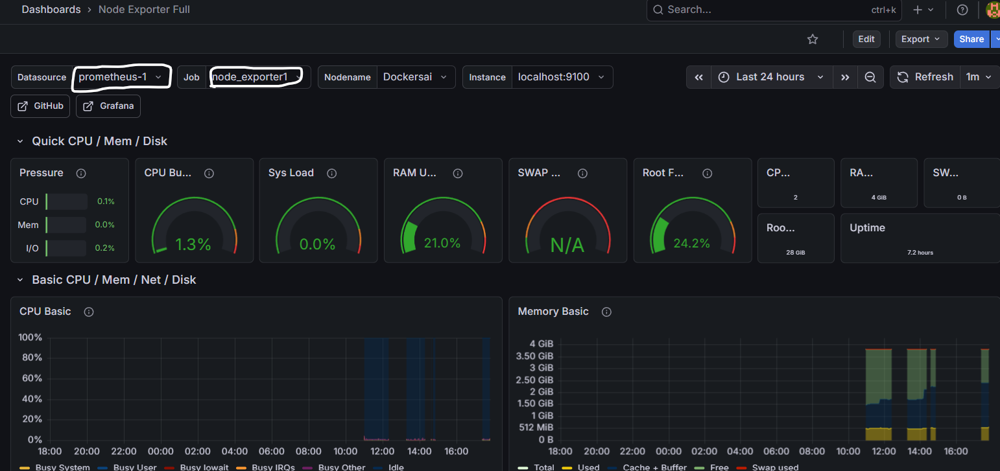 Dashboards › Node Exporter Full
Search... ctrl+k
Edit Export Share
Datasource prometheus-1 Job node_exporter1 Nodename Dockersai Instance localhost:9100 Last 24 hours Refresh 1m
GitHub Grafana
Quick CPU / Mem / Disk
Pressure
CPU 0.1%
Mem 0.0%
I/O 0.2%
CPU Bu...
1.3%
Sys Load
0.0%
RAM U...
21.0%
SWAP ...
N/A
Root F...
24.2%
CP...
2
RA...
4 GiB
SW...
0 B
Roo...
28 GiB
Uptime
7.2 hours
Basic CPU / Mem / Net / Disk
CPU Basic
100%
80%
60%
40%
20%
0%
18:00 20:00 22:00 00:00 02:00 04:00 06:00 08:00 10:00 12:00 14:00 16:00
Busy System Busy User Busy Iowait Busy IRQs Busy Other Idle
Memory Basic
4 GiB
3.50 GiB
3 GiB
2.50 GiB
2 GiB
1.50 GiB
1 GiB
512 MiB
0 B
18:00 20:00 22:00 00:00 02:00 04:00 06:00 08:00 10:00 12:00 14:00 16:00
Total Used Cache + Buffer Free Swap used